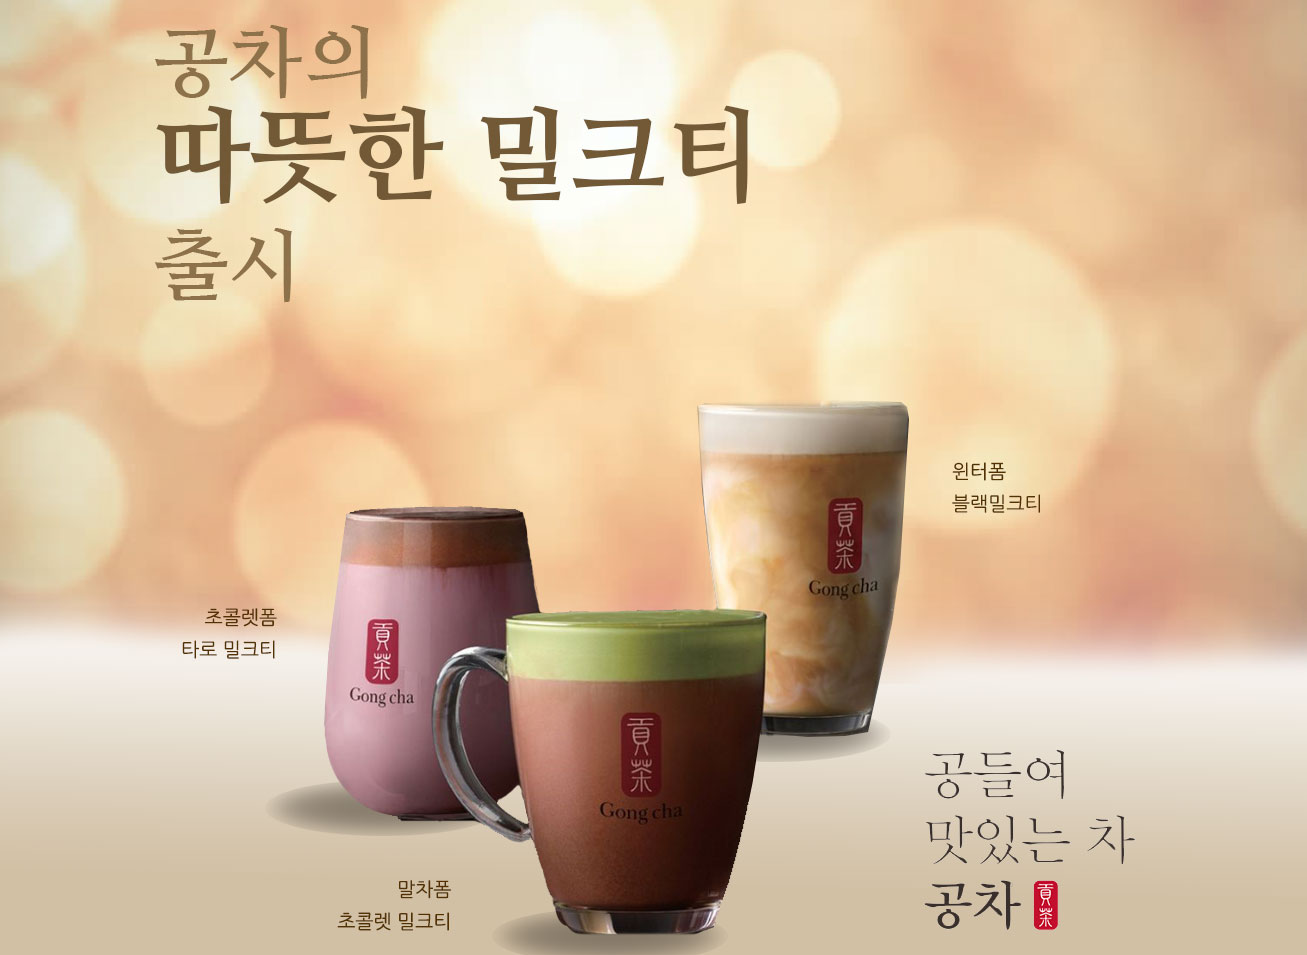 공차의
따뜻한 밀크티
출시
윈터폼
블랙밀크티
貢茶
Gong cha
초콜렛폼
타로 밀크티
貢茶
Gong cha
貢茶
Gong cha
말차폼
초콜렛 밀크티
공들여
맛있는 차
공차 貢茶